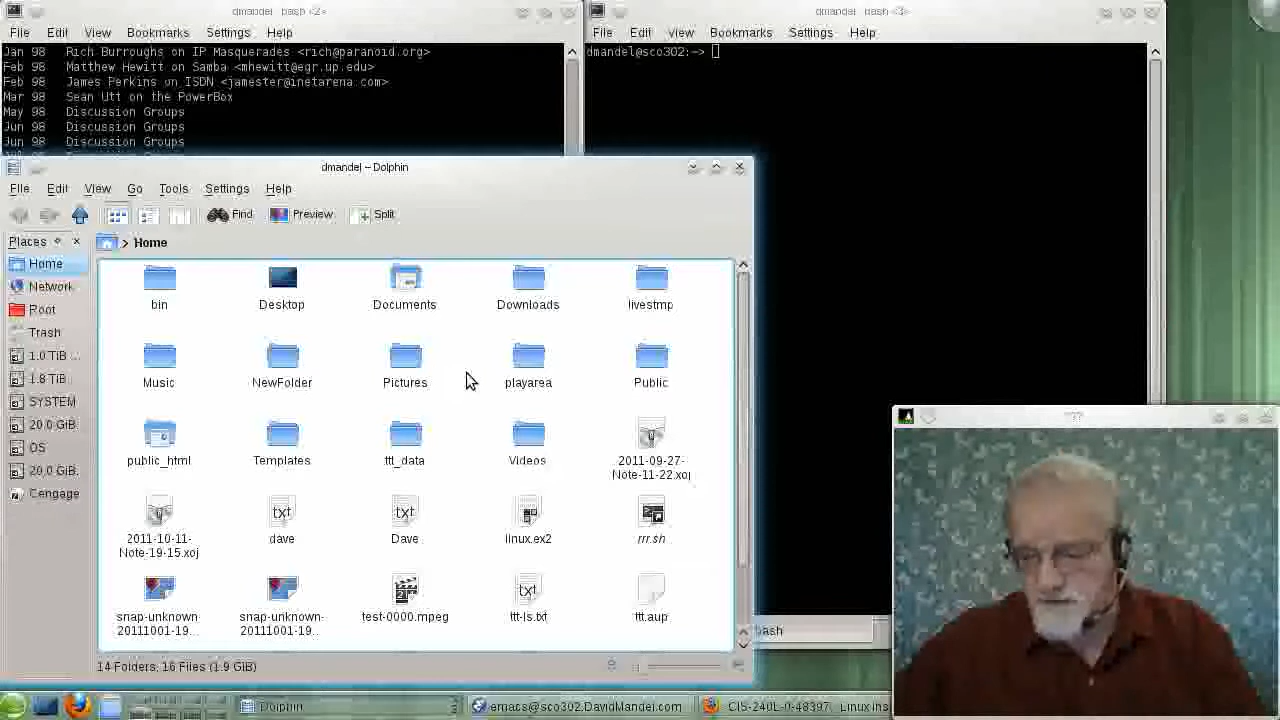 dmandel bash <2>
dmandel bash <3>
File Edit View Bookmarks Settings Help
File Edit View Bookmarks Settings Help
Jan 98 Rich Burroughs on IP Masquerades <rich@paranoid.org>
Feb 98 Matthew Hewitt on Samba <mhewitt@egr.up.edu>
Feb 98 James Perkins on ISDN <jamester@inetarena.com>
Mar 98 Sean Utt on the PowerBox
May 98 Discussion Groups
Jun 98 Discussion Groups
Jun 98 Discussion Groups
dmandel@sco302:~>
dmandel – Dolphin
File Edit View Go Tools Settings Help
Find Preview Split
Places
Home
Home
Network
Root
Trash
1.0 TiB ...
1.8 TiB
SYSTEM
20.0 GiB
OS
20.0 GiB
Cengage
bin Desktop Documents Downloads livestmp
Music NewFolder Pictures playarea Public
public_html Templates ttt_data Videos 2011-09-27-
Note-11-22.xoj
2011-10-11- dave Dave linux.ex2 rrr.sh
Note-19-15.xoj
snap-unknown- snap-unknown- test-0000.mpeg ttt-ls.txt ttt.aup
20111001-19... 20111001-19...
14 Folders, 16 Files (1.9 GiB)
bash
???
Dolphin
emacs@sco302.DavidMandel.com
CIS-240L-0-48397